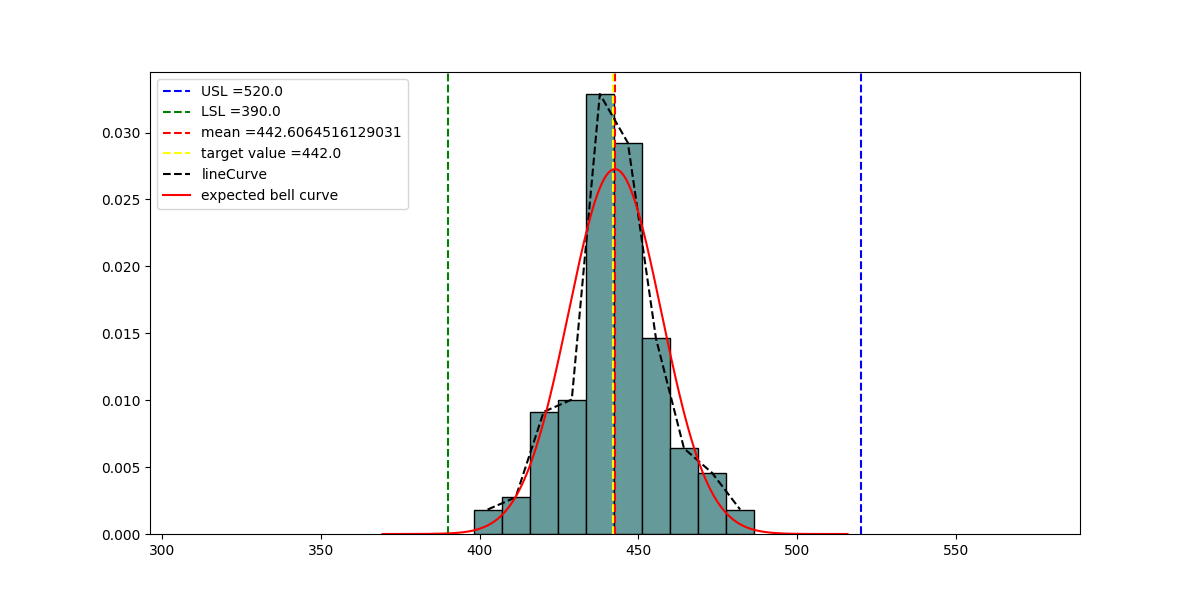 USL =520.0
LSL =390.0
mean =442.6064516129031
target value =442.0
lineCurve
expected bell curve
0.030
0.025
0.020
0.015
0.010
0.005
0.000
300 350 400 450 500 550